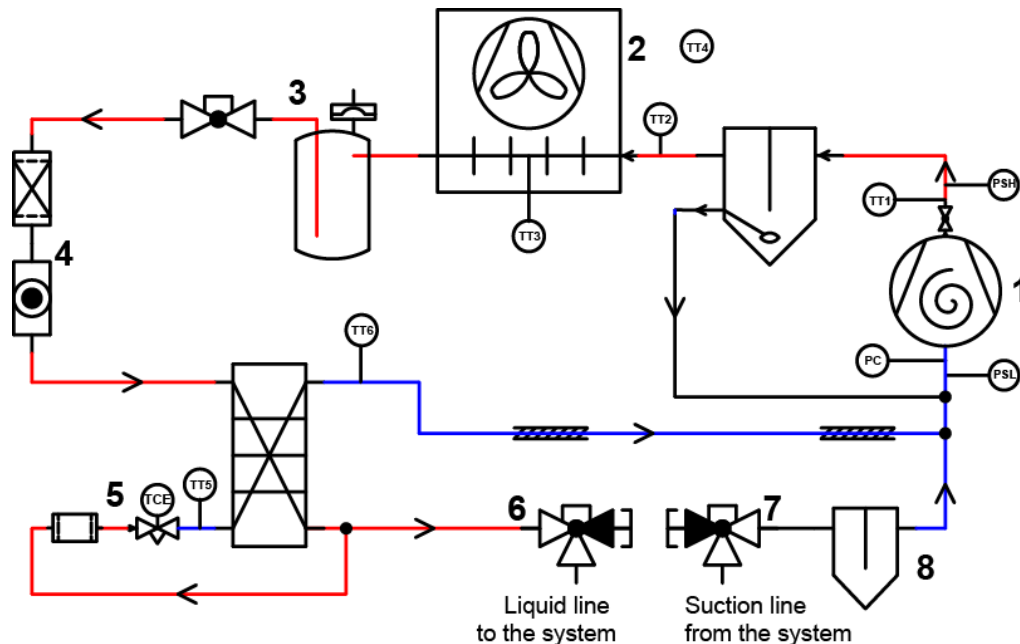 2
TT4
3
TT2
PSH
TT1
TT3
4
1
TT6
PC
PSL
5
TCE
TT5
6
7
8
Liquid line
to the system
Suction line
from the system